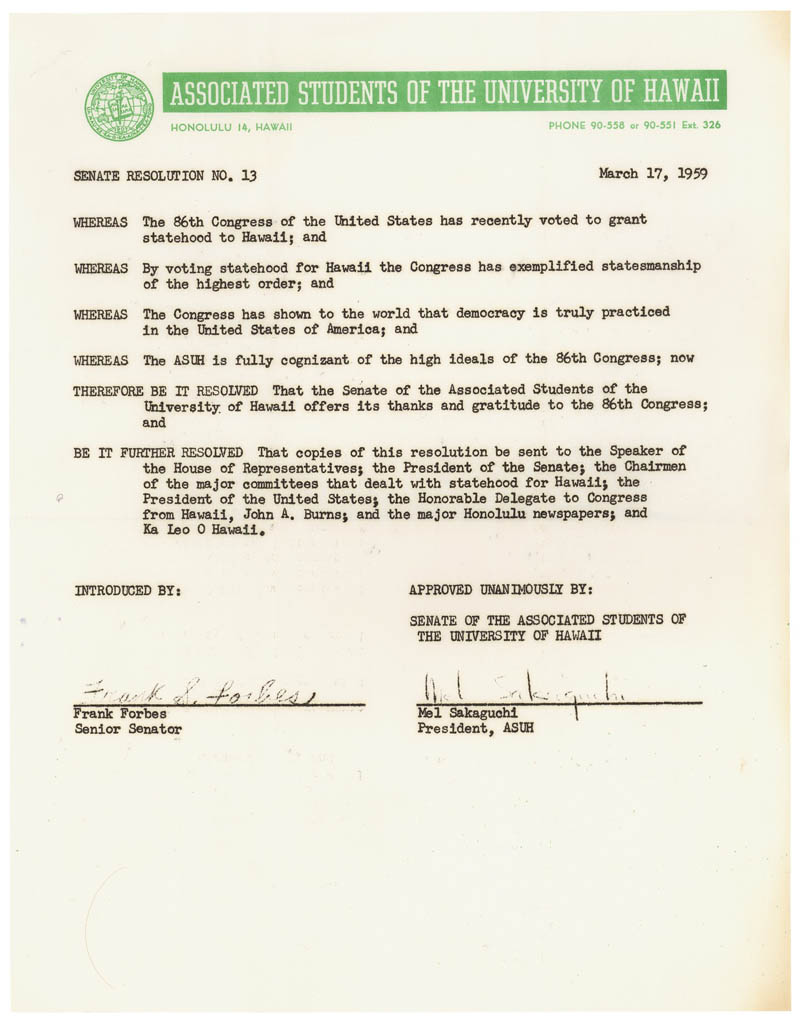 ASSOCIATED STUDENTS OF THE UNIVERSITY OF HAWAII
HONOLULU 14, HAWAII
PHONE 90-558 or 90-551 Ext. 326
SENATE RESOLUTION NO. 13
March 17, 1959
WHEREAS The 86th Congress of the United States has recently voted to grant
statehood to Hawaii; and
WHEREAS By voting statehood for Hawaii the Congress has exemplified statesmanship
of the highest order; and
WHEREAS The Congress has shown to the world that democracy is truly practiced
in the United States of America; and
WHEREAS The ASUH is fully cognizant of the high ideals of the 86th Congress; now
THEREFORE BE IT RESOLVED That the Senate of the Associated Students of the
University of Hawaii offers its thanks and gratitude to the 86th Congress;
and
BE IT FURTHER RESOLVED That copies of this resolution be sent to the Speaker of
the House of Representatives; the President of the Senate; the Chairmen
of the major committees that dealt with statehood for Hawaii; the
President of the United States; the Honorable Delegate to Congress
from Hawaii, John A. Burns; and the major Honolulu newspapers; and
Ka Leo O Hawaii.
INTRODUCED BY:
APPROVED UNANIMOUSLY BY:
SENATE OF THE ASSOCIATED STUDENTS OF
THE UNIVERSITY OF HAWAII
Frank S. Forbes
Mel Sakaguchi
Frank Forbes
Senior Senator
Mel Sakaguchi
President, ASUH